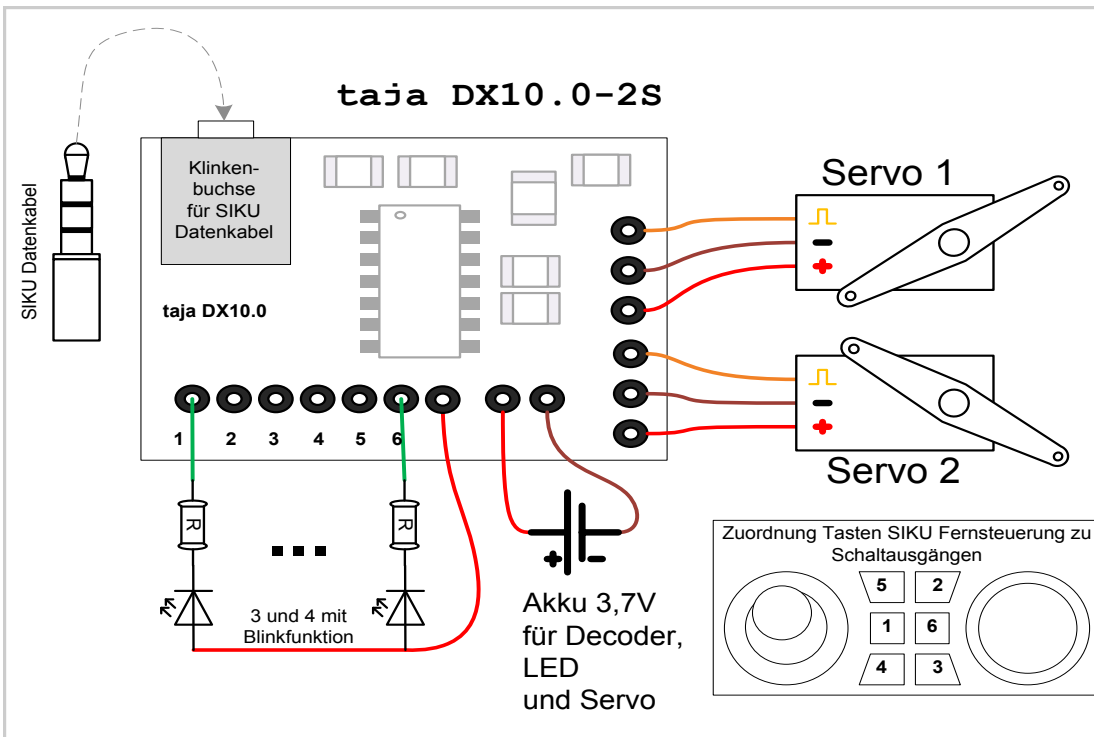 taja DX10.0-2S
SIKU Datenkabel
Klinken-
buchse
für SIKU
Datenkabel
taja DX10.0
1 2 3 4 5 6
R
R
3 und 4 mit
Blinkfunktion
+ −
Akku 3,7V
für Decoder,
LED
und Servo
Servo 1
−
+
−
+
Servo 2
Zuordnung Tasten SIKU Fernsteuerung zu
Schaltausgängen
5 2
1 6
4 3